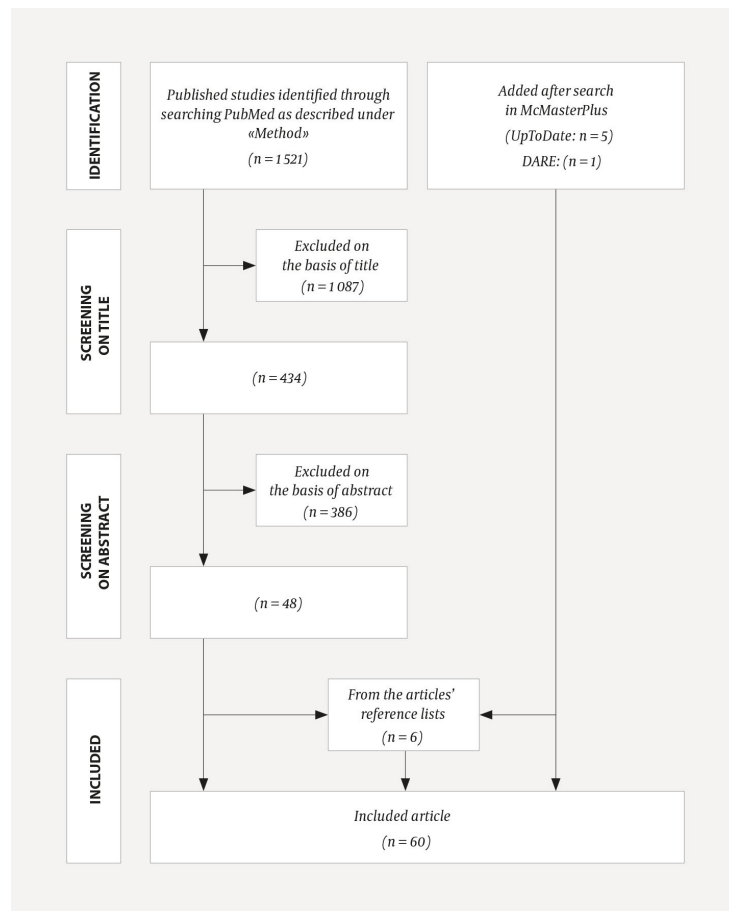 IDENTIFICATION
Published studies identified through
searching PubMed as described under
«Method»
(n = 1 521)
Added after search
in McMasterPlus
(UpToDate: n = 5)
DARE: (n = 1)
SCREENING
ON TITLE
Excluded on
the basis of title
(n = 1 087)
(n = 434)
SCREENING
ON ABSTRACT
Excluded on
the basis of abstract
(n = 386)
(n = 48)
INCLUDED
From the articles’
reference lists
(n = 6)
Included article
(n = 60)